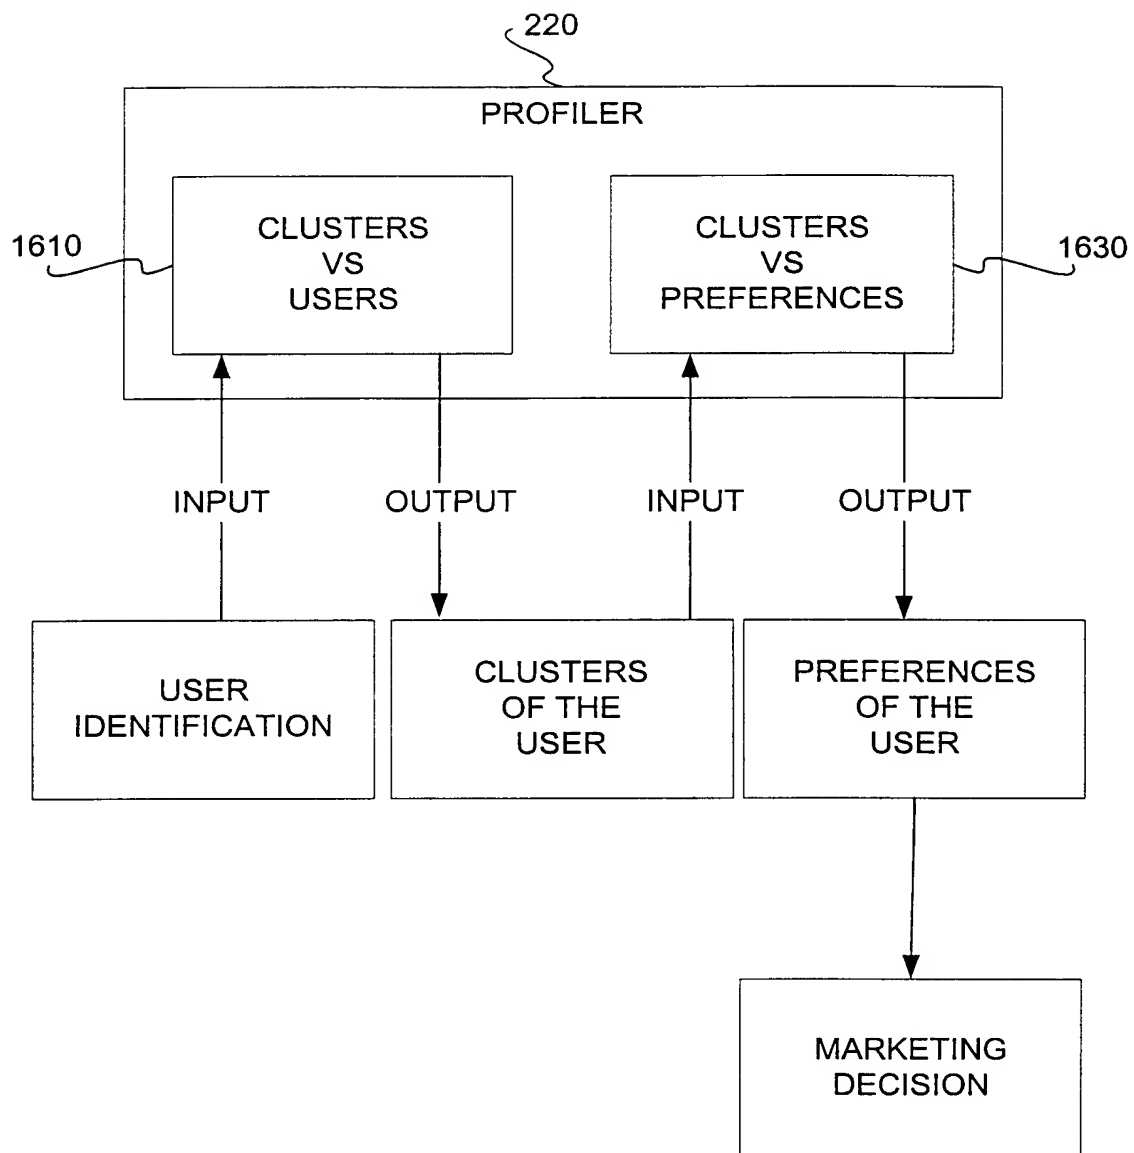 220
PROFILER
1610
CLUSTERS
VS
USERS
CLUSTERS
VS
PREFERENCES
1630
INPUT
OUTPUT
INPUT
OUTPUT
USER
IDENTIFICATION
CLUSTERS
OF THE
USER
PREFERENCES
OF THE
USER
MARKETING
DECISION